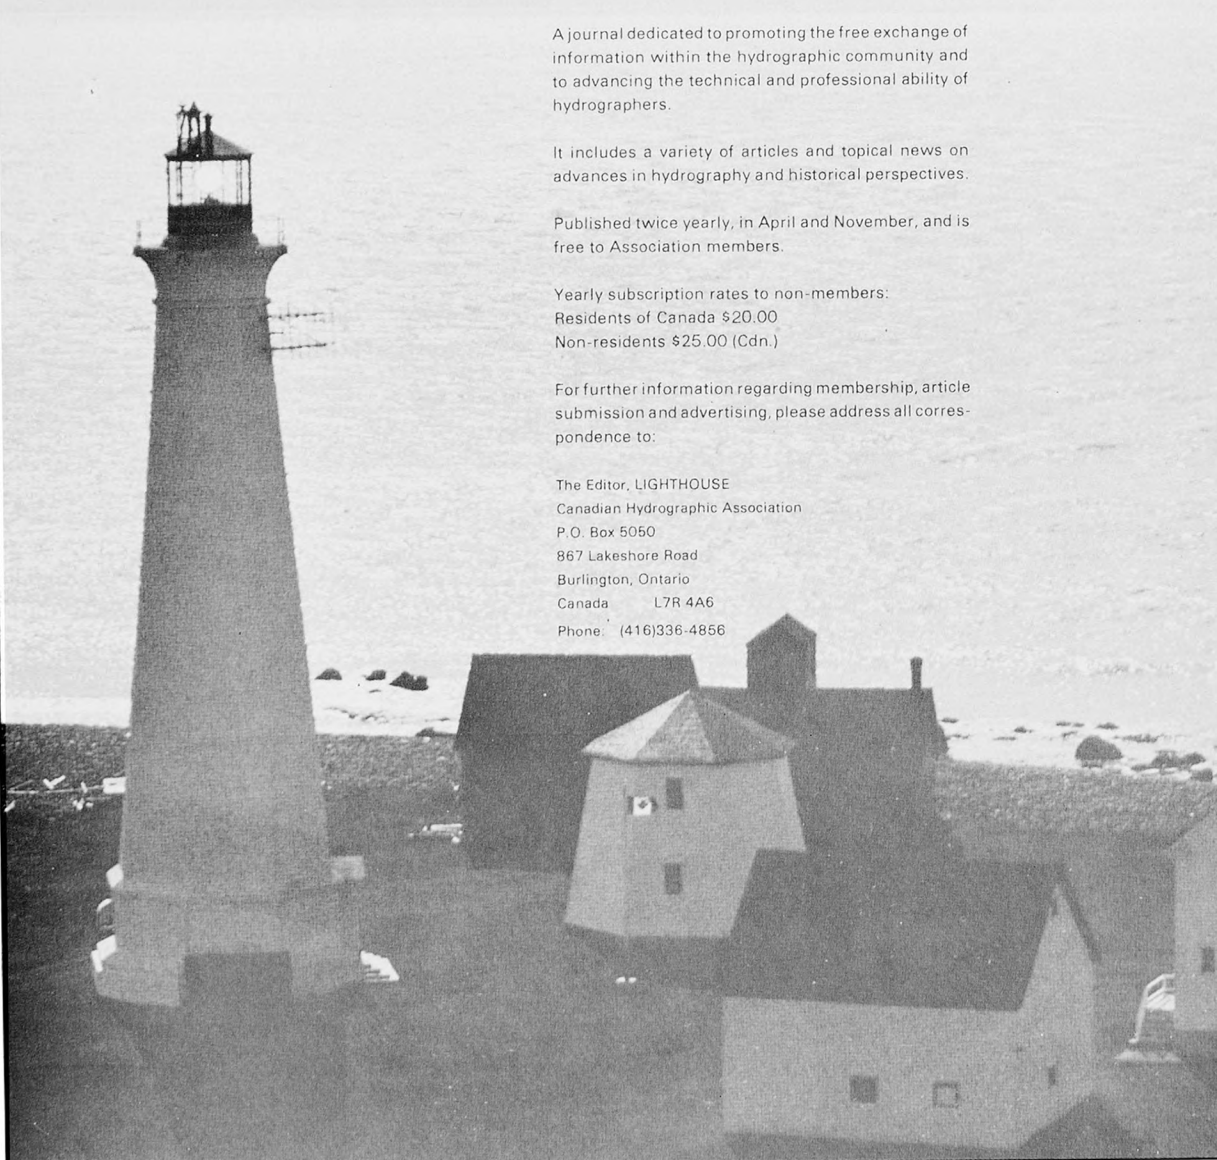 A journal dedicated to promoting the free exchange of
information within the hydrographic community and
to advancing the technical and professional ability of
hydrographers.
It includes a variety of articles and topical news on
advances in hydrography and historical perspectives.
Published twice yearly, in April and November, and is
free to Association members.
Yearly subscription rates to non-members:
Residents of Canada $20.00
Non-residents $25.00 (Cdn.)
For further information regarding membership, article
submission and advertising, please address all corres-
pondence to:
The Editor, LIGHTHOUSE
Canadian Hydrographic Association
P.O. Box 5050
867 Lakeshore Road
Burlington, Ontario
Canada L7R 4A6
Phone: (416)336-4856